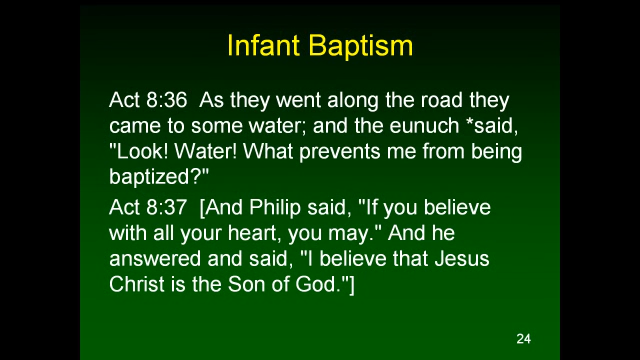 Infant Baptism
Act 8:36  As they went along the road they
came to some water; and the eunuch *said,
"Look! Water! What prevents me from being
baptized?"
Act 8:37  [And Philip said, "If you believe
with all your heart, you may." And he
answered and said, "I believe that Jesus
Christ is the Son of God."]
24